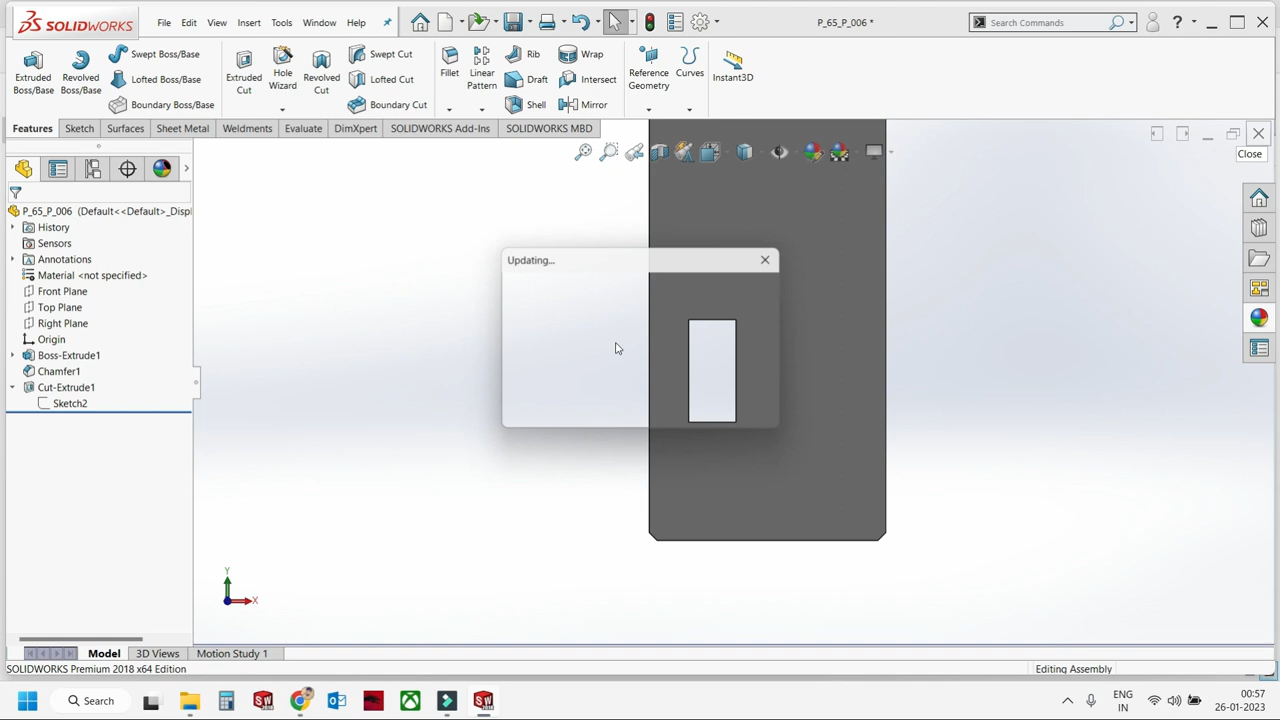 SOLIDWORKS File Edit View Insert Tools Window Help P_65_P_006 * Search Commands
Extruded Boss/Base
Revolved Boss/Base
Swept Boss/Base
Lofted Boss/Base
Boundary Boss/Base
Extruded Cut
Hole Wizard
Revolved Cut
Swept Cut
Lofted Cut
Boundary Cut
Fillet
Linear Pattern
Rib
Draft
Shell
Wrap
Intersect
Mirror
Reference Geometry
Curves
Instant3D
Features Sketch Surfaces Sheet Metal Weldments Evaluate DimXpert SOLIDWORKS Add-Ins SOLIDWORKS MBD
Close
P_65_P_006 (Default<<Default>_Displ
History
Sensors
Annotations
Material <not specified>
Front Plane
Top Plane
Right Plane
Origin
Boss-Extrude1
Chamfer1
Cut-Extrude1
Sketch2
Updating...
Y
X
Model 3D Views Motion Study 1
SOLIDWORKS Premium 2018 x64 Edition Editing Assembly
Search ENG 00:57
IN 26-01-2023